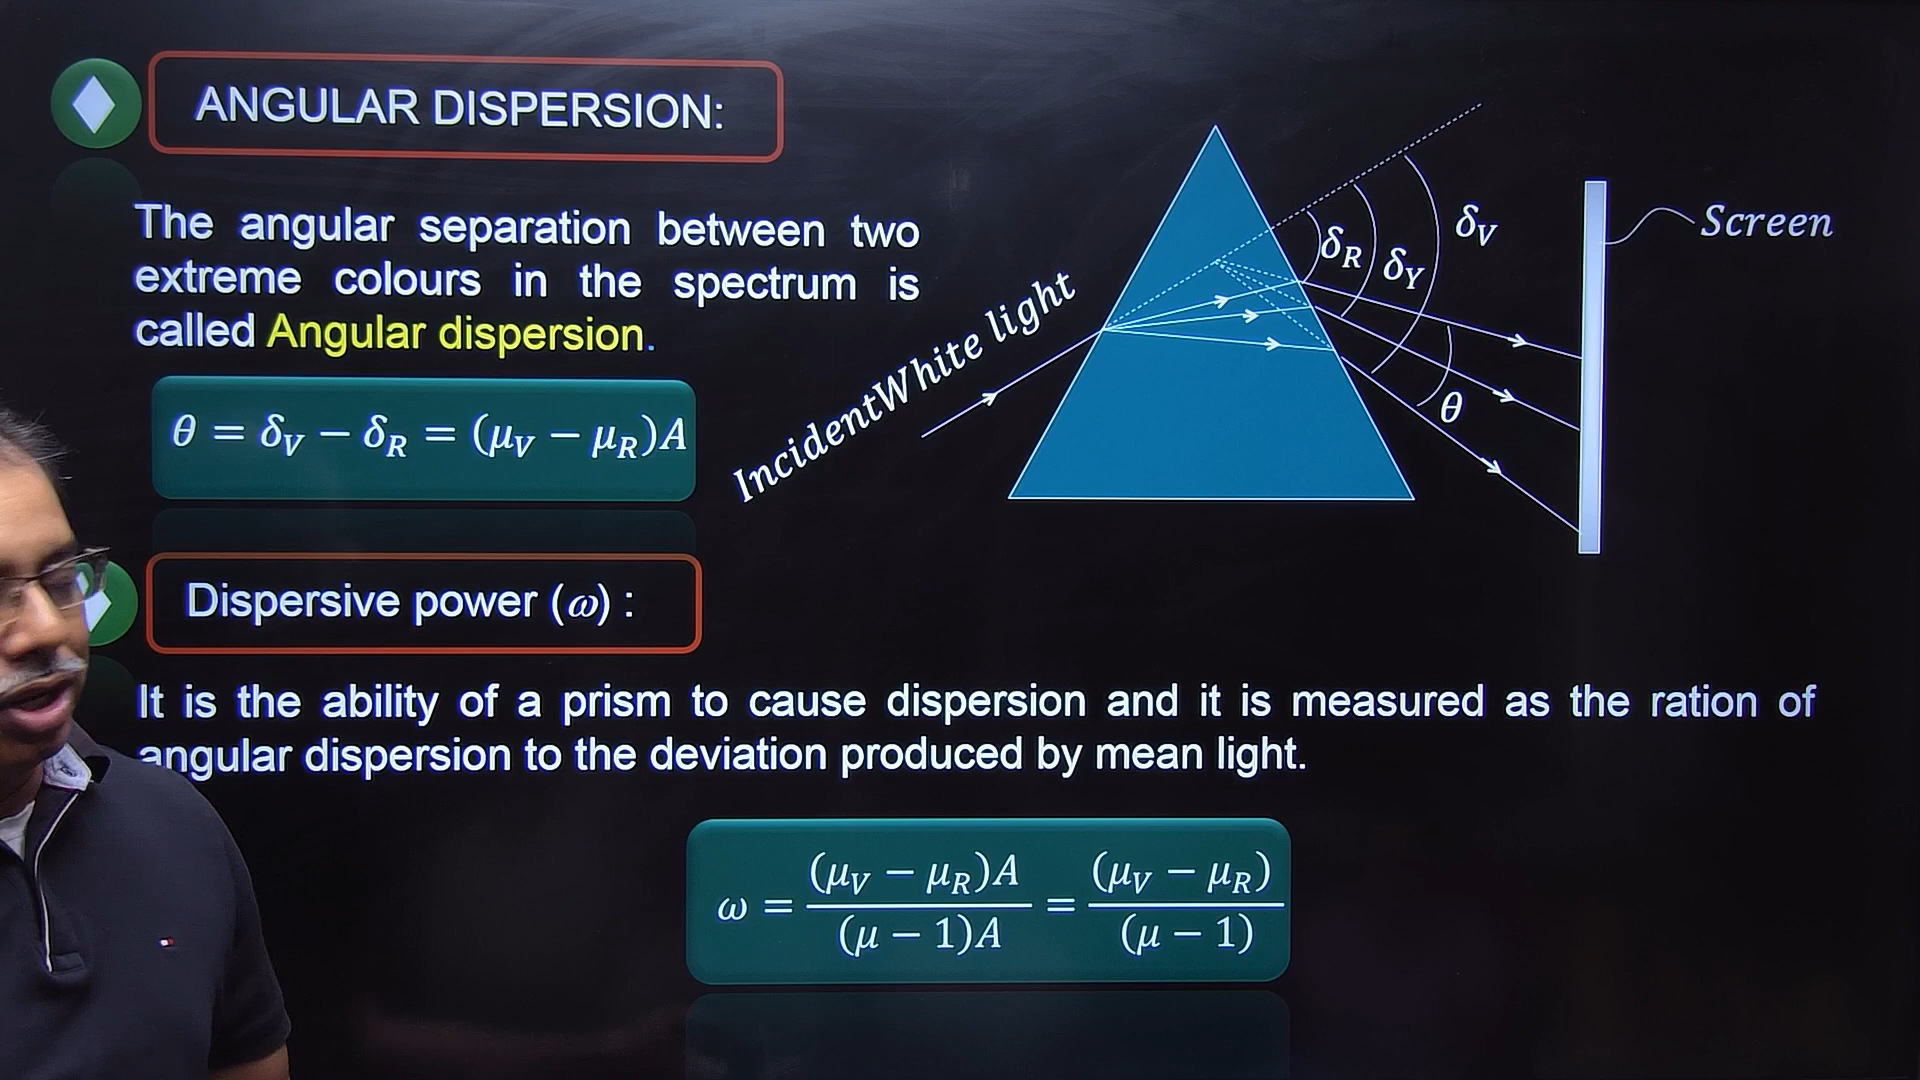 ANGULAR DISPERSION:
The angular separation between two
extreme colours in the spectrum is
called Angular dispersion.
θ = δ_V − δ_R = (μ_V − μ_R)A
IncidentWhite light
δ_R
δ_Y
δ_V
θ
Screen
Dispersive power (ω) :
It is the ability of a prism to cause dispersion and it is measured as the ration of
angular dispersion to the deviation produced by mean light.
ω = (μ_V − μ_R)A / (μ − 1)A = (μ_V − μ_R) / (μ − 1)